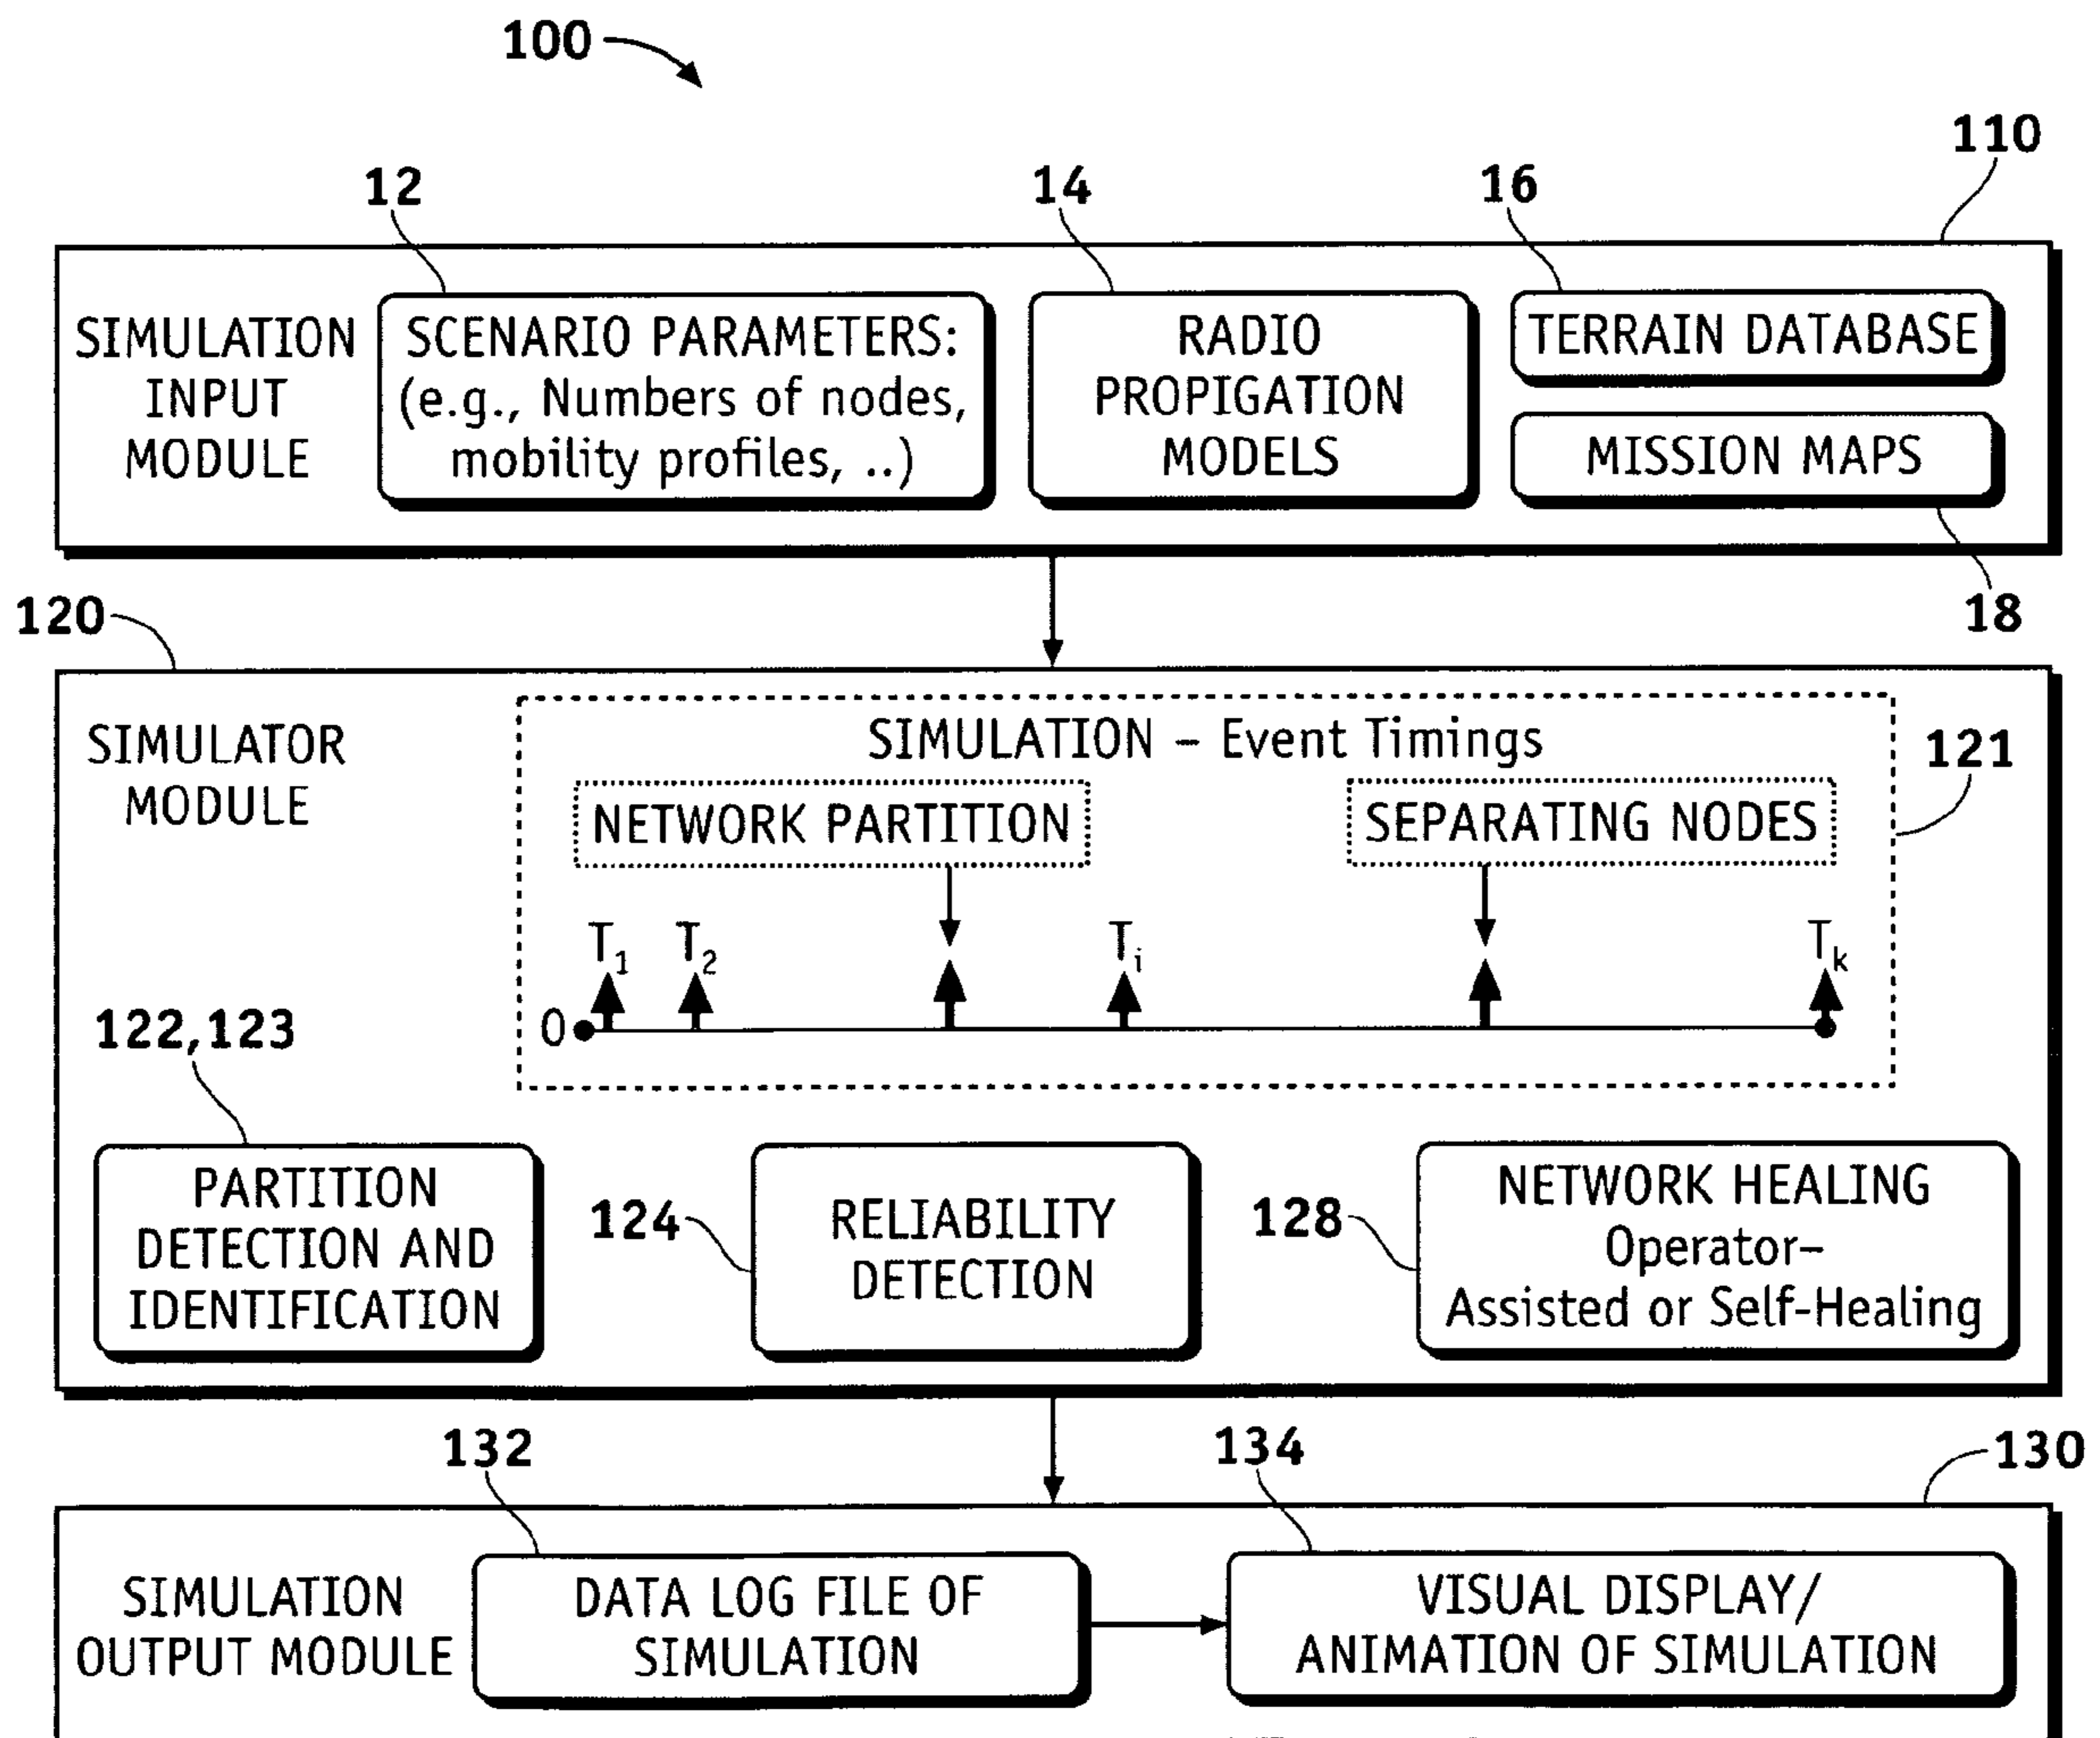 100
110
12
14
16
SIMULATION
INPUT
MODULE
SCENARIO PARAMETERS:
(e.g., Numbers of nodes,
mobility profiles, ..)
RADIO
PROPIGATION
MODELS
TERRAIN DATABASE
MISSION MAPS
18
120
SIMULATOR
MODULE
SIMULATION – Event Timings
121
NETWORK PARTITION
SEPARATING NODES
T1
T2
Ti
Tk
0
122,123
PARTITION
DETECTION AND
IDENTIFICATION
124
RELIABILITY
DETECTION
128
NETWORK HEALING
Operator–
Assisted or Self-Healing
132
134
130
SIMULATION
OUTPUT MODULE
DATA LOG FILE OF
SIMULATION
VISUAL DISPLAY/
ANIMATION OF SIMULATION